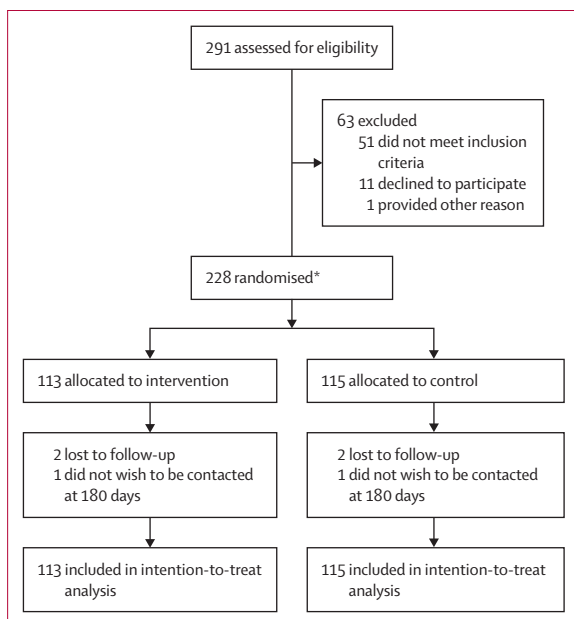 291 assessed for eligibility
63 excluded
51 did not meet inclusion
criteria
11 declined to participate
1 provided other reason
228 randomised*
113 allocated to intervention
115 allocated to control
2 lost to follow-up
1 did not wish to be contacted
at 180 days
2 lost to follow-up
1 did not wish to be contacted
at 180 days
113 included in intention-to-treat
analysis
115 included in intention-to-treat
analysis